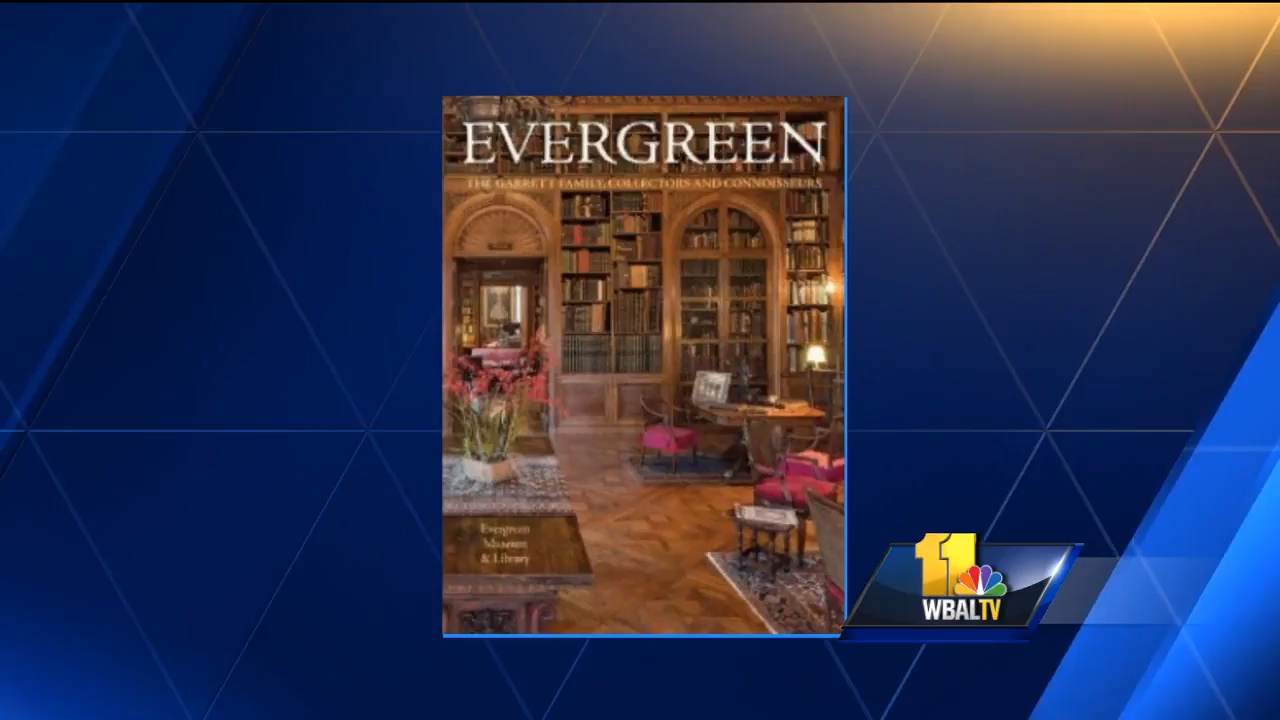 EVERGREEN
THE GARRETT FAMILY, COLLECTORS AND CONNOISSEURS
Evergreen
Museum
& Library
11
WBALTV